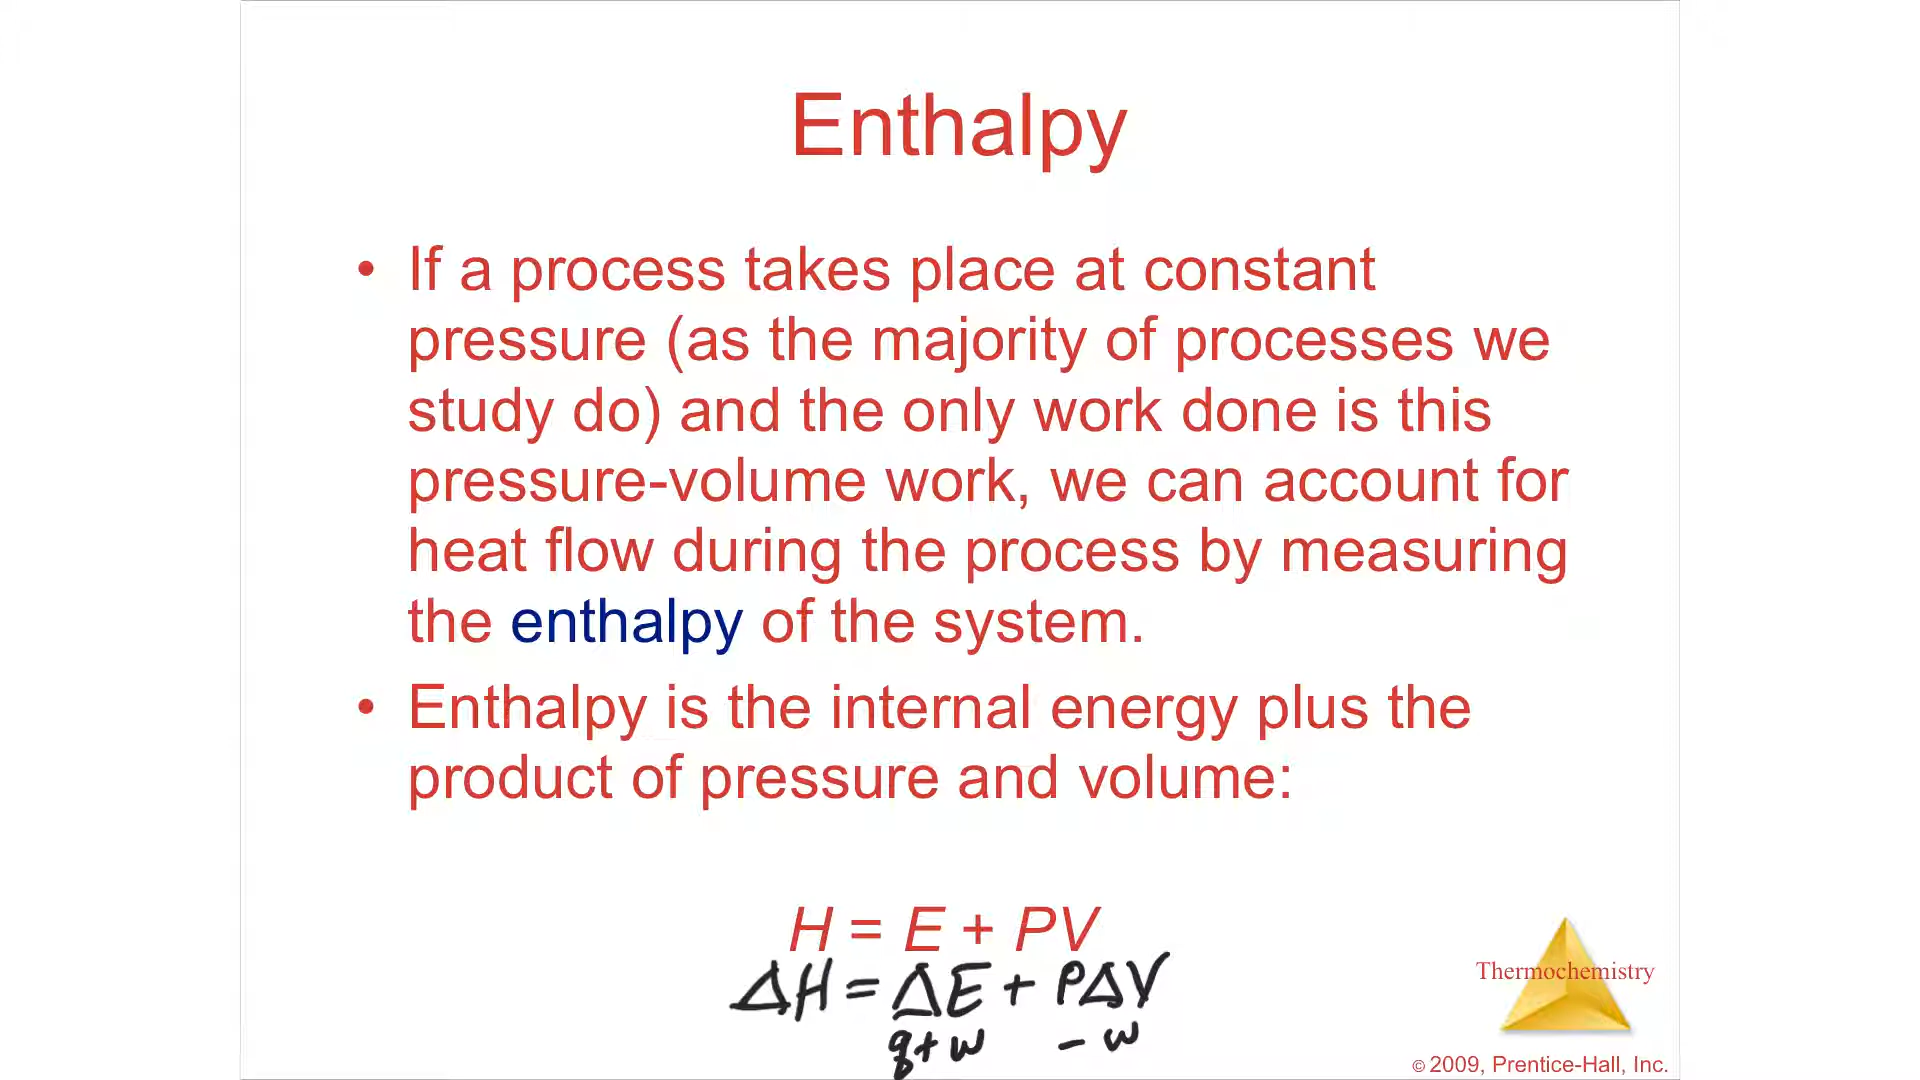 Enthalpy
• If a process takes place at constant
pressure (as the majority of processes we
study do) and the only work done is this
pressure-volume work, we can account for
heat flow during the process by measuring
the enthalpy of the system.
• Enthalpy is the internal energy plus the
product of pressure and volume:
H = E + PV
ΔH = ΔE + PΔV
q+w -w
Thermochemistry
© 2009, Prentice-Hall, Inc.